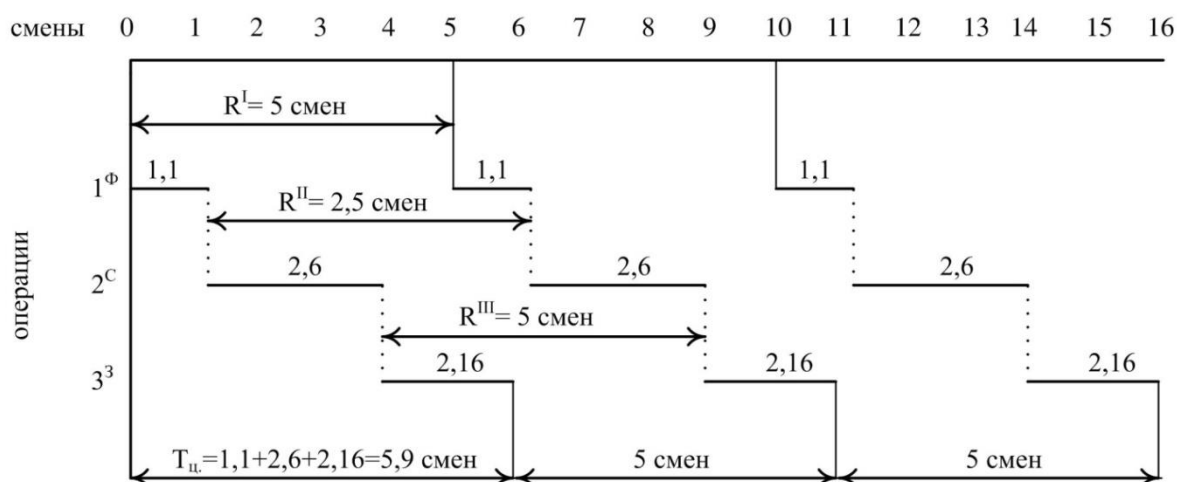 смены 0 1 2 3 4 5 6 7 8 9 10 11 12 13 14 15 16
R^I= 5 смен
1^Ф 1,1 1,1 1,1
R^II= 2,5 смен
2^С 2,6 2,6 2,6
R^III= 5 смен
3^З 2,16 2,16 2,16
Т_ц.=1,1+2,6+2,16=5,9 смен 5 смен 5 смен
операции